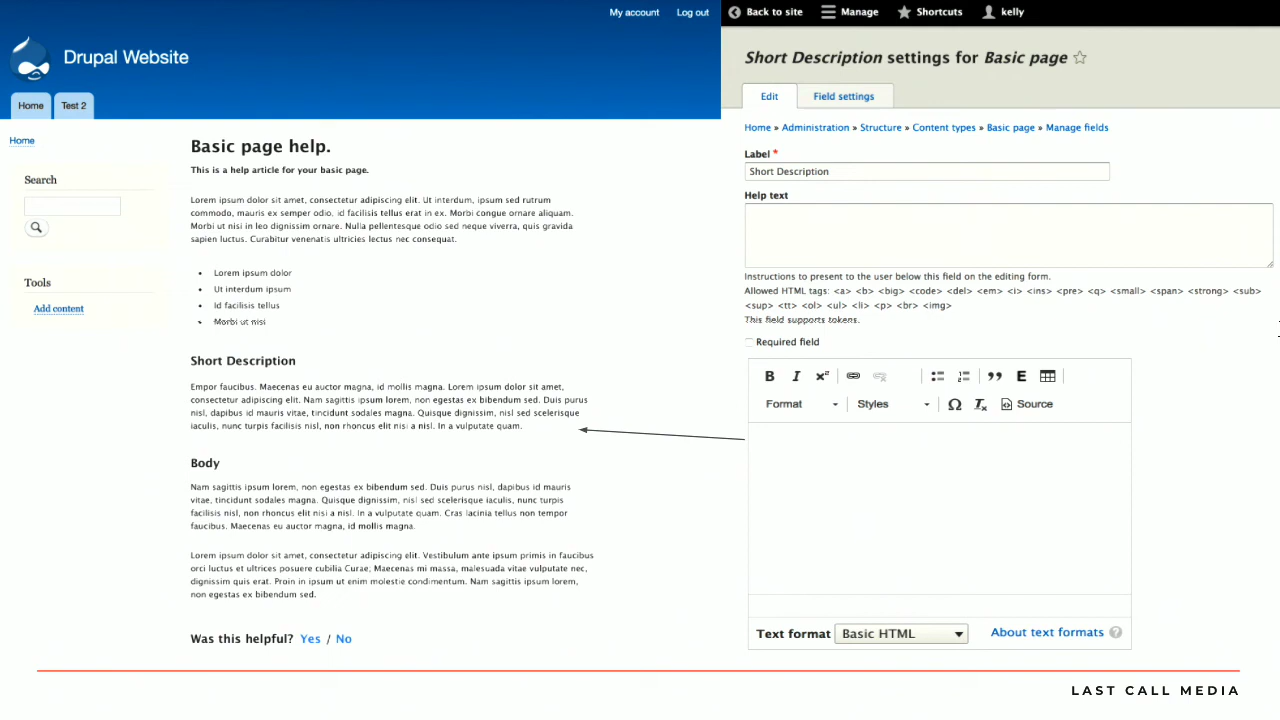 My account
Log out
Drupal Website
Home
Test 2
Home
Search
Tools
Add content
Basic page help.
This is a help article for your basic page.
Lorem ipsum dolor sit amet, consectetur adipiscing elit. Ut interdum, ipsum sed rutrum
commodo, mauris ex semper odio, id facilisis tellus erat in ex. Morbi congue ornare aliquam.
Morbi ut nisi in leo dignissim ornare. Nulla pellentesque odio sed neque viverra, quis gravida
sapien luctus. Curabitur venenatis ultricies lectus nec consequat.
Lorem ipsum dolor
Ut interdum ipsum
Id facilisis tellus
Morbi ut nisi
Short Description
Empor faucibus. Maecenas eu auctor magna, id mollis magna. Lorem ipsum dolor sit amet,
consectetur adipiscing elit. Nam sagittis ipsum lorem, non egestas ex bibendum sed. Duis purus
nisl, dapibus id mauris vitae, tincidunt sodales magna. Quisque dignissim, nisl sed scelerisque
iaculis, nunc turpis facilisis nisl, non rhoncus elit nisi a nisl. In a vulputate quam.
Body
Nam sagittis ipsum lorem, non egestas ex bibendum sed. Duis purus nisl, dapibus id mauris
vitae, tincidunt sodales magna. Quisque dignissim, nisl sed scelerisque iaculis, nunc turpis
facilisis nisl, non rhoncus elit nisi a nisl. In a vulputate quam. Cras lacinia tellus non tempor
faucibus. Maecenas eu auctor magna, id mollis magna.
Lorem ipsum dolor sit amet, consectetur adipiscing elit. Vestibulum ante ipsum primis in faucibus
orci luctus et ultrices posuere cubilia Curae; Maecenas mi massa, malesuada vitae vulputate nec,
dignissim quis erat. Proin in ipsum ut enim molestie condimentum. Nam sagittis ipsum lorem,
non egestas ex bibendum sed.
Was this helpful? Yes / No
Back to site
Manage
Shortcuts
kelly
Short Description settings for Basic page
Edit
Field settings
Home » Administration » Structure » Content types » Basic page » Manage fields
Label *
Short Description
Help text
Instructions to present to the user below this field on the editing form.
Allowed HTML tags: <a> <b> <big> <code> <del> <em> <i> <ins> <pre> <q> <small> <span> <strong> <sub>
<sup> <tt> <ol> <ul> <li> <p> <br> <img>
This field supports tokens.
Required field
B I x² E
Format
Styles
Ω Tx Source
Text format
Basic HTML
About text formats ?
LAST CALL MEDIA